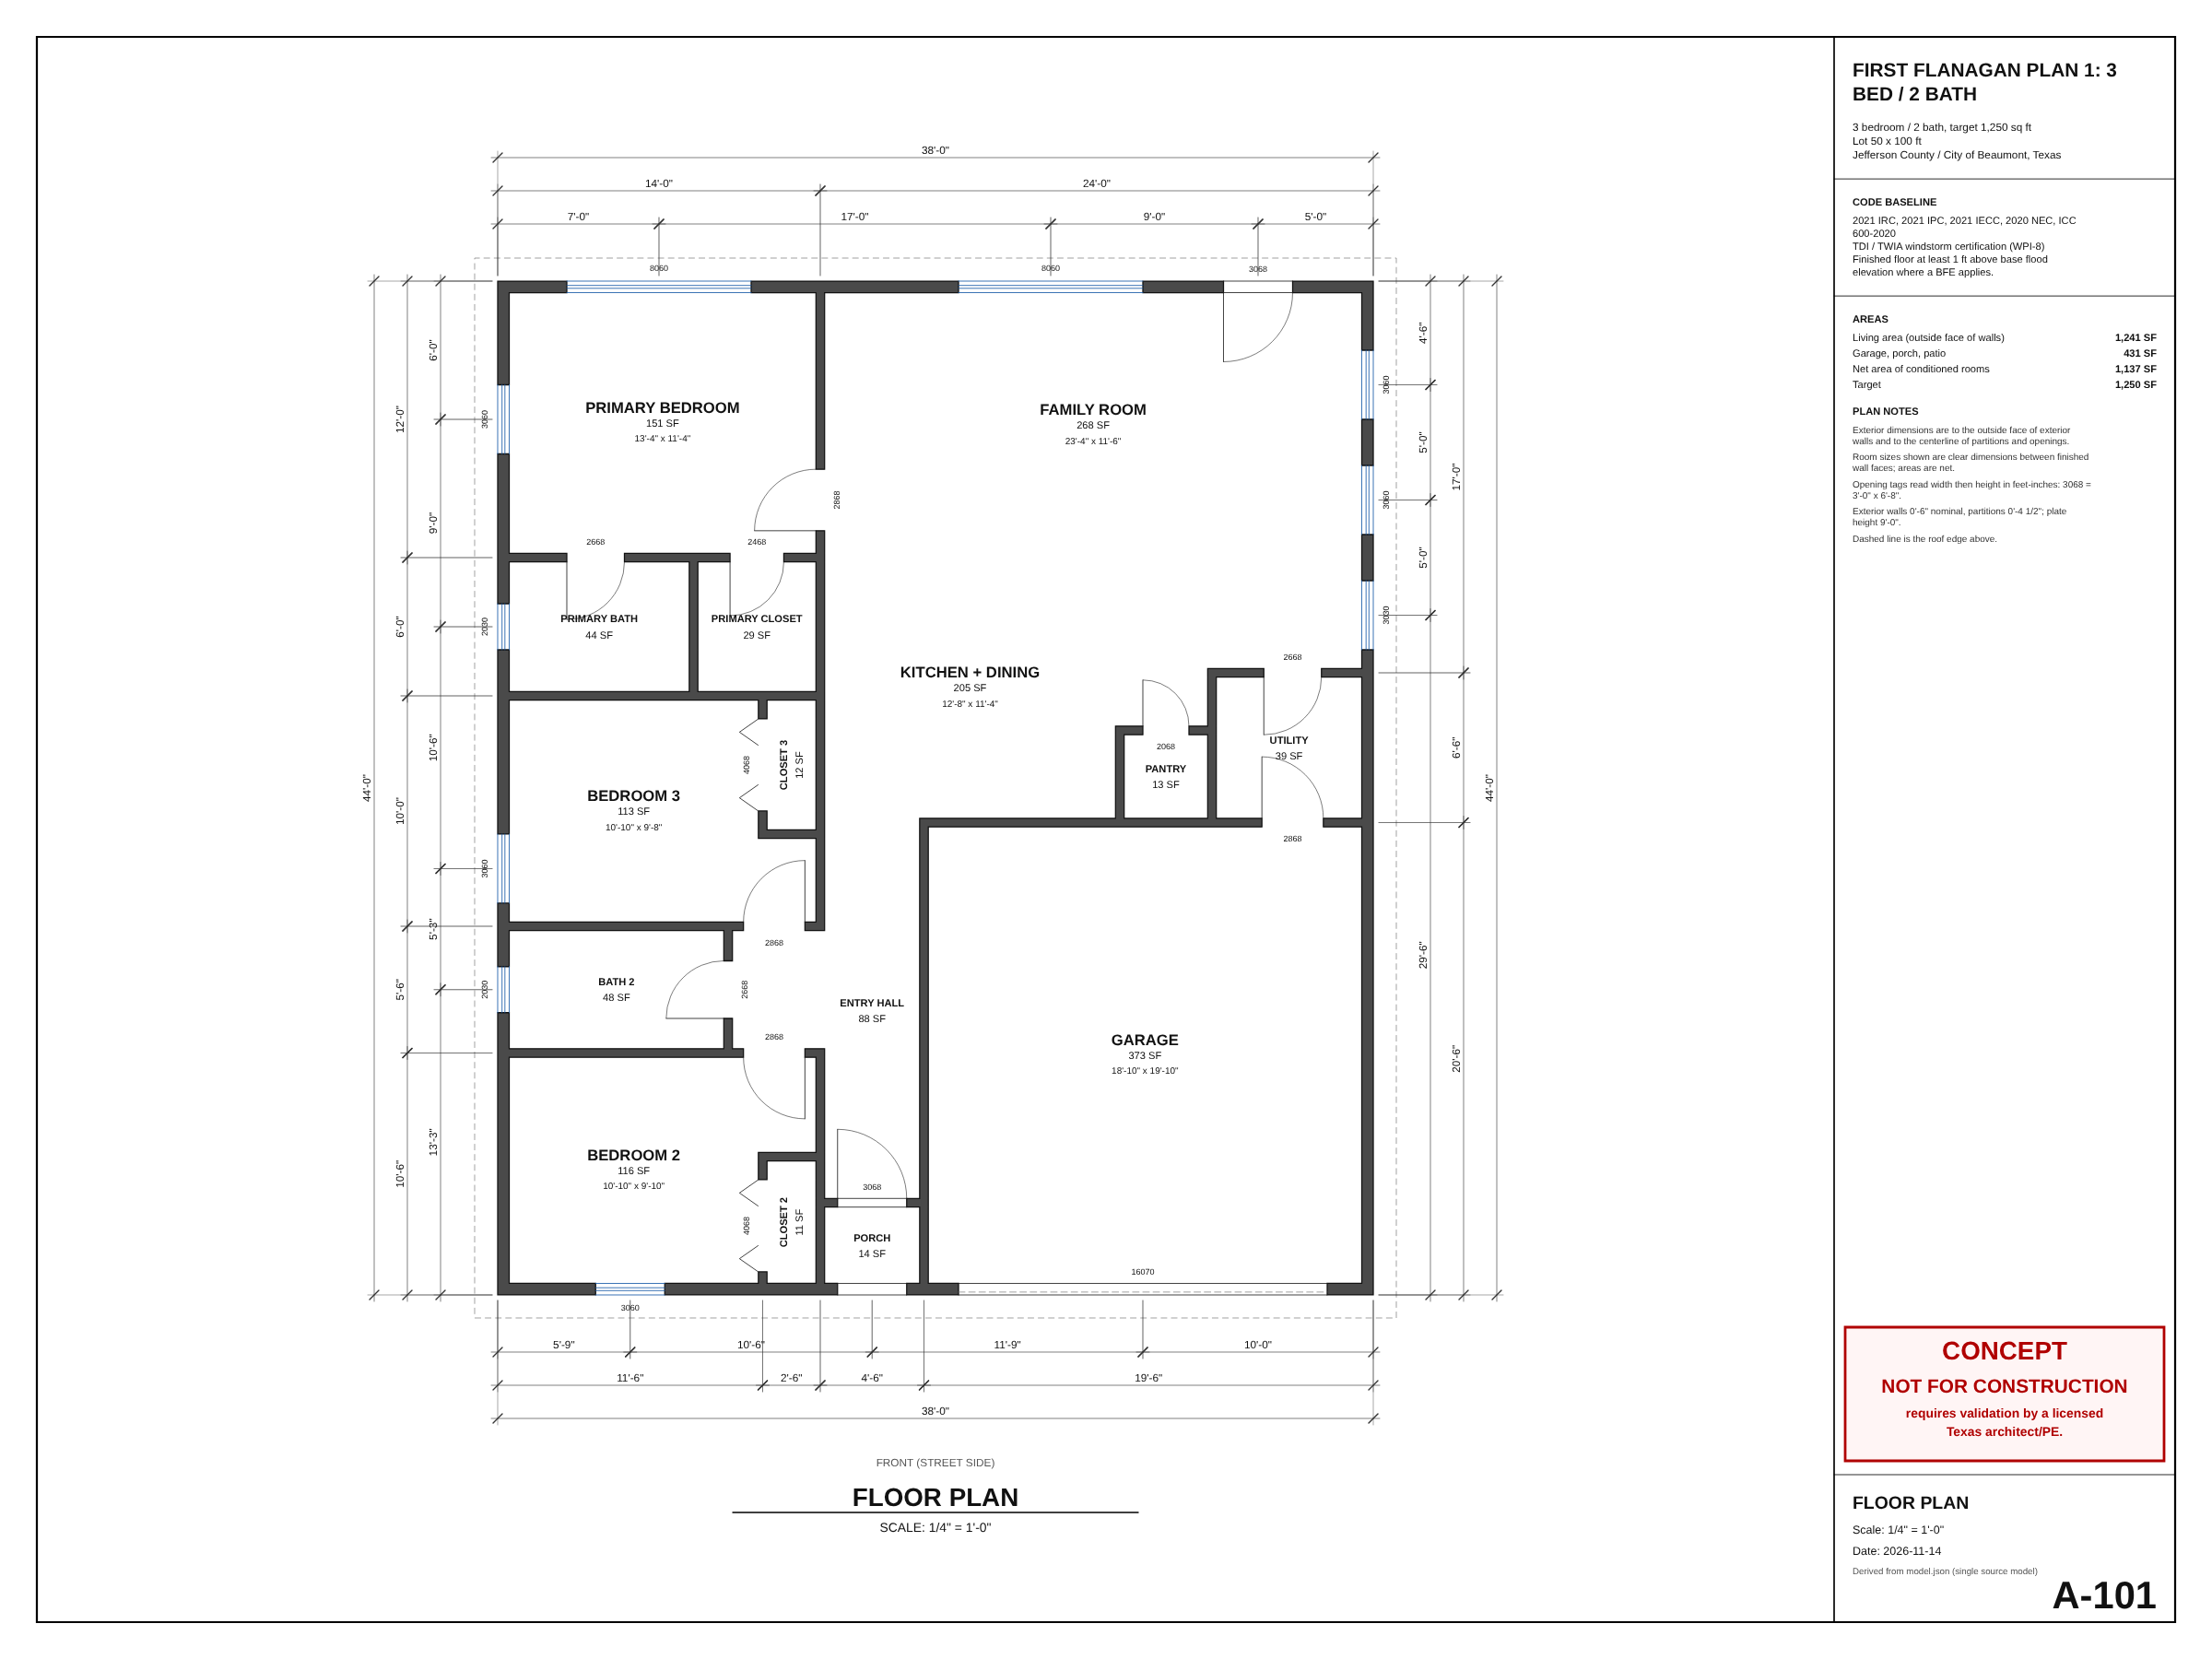 FIRST FLANAGAN PLAN 1: 3
BED / 2 BATH
3 bedroom / 2 bath, target 1,250 sq ft
Lot 50 x 100 ft
Jefferson County / City of Beaumont, Texas
CODE BASELINE
2021 IRC, 2021 IPC, 2021 IECC, 2020 NEC, ICC
600-2020
TDI / TWIA windstorm certification (WPI-8)
Finished floor at least 1 ft above base flood
elevation where a BFE applies.
AREAS
Living area (outside face of walls) 1,241 SF
Garage, porch, patio 431 SF
Net area of conditioned rooms 1,137 SF
Target 1,250 SF
PLAN NOTES
Exterior dimensions are to the outside face of exterior
walls and to the centerline of partitions and openings.
Room sizes shown are clear dimensions between finished
wall faces; areas are net.
Opening tags read width then height in feet-inches: 3068 =
3'-0" x 6'-8".
Exterior walls 0'-6" nominal, partitions 0'-4 1/2"; plate
height 9'-0".
Dashed line is the roof edge above.
38'-0"
14'-0" 24'-0"
7'-0" 17'-0" 9'-0" 5'-0"
8060 8060 3068
44'-0"
12'-0"
6'-0"
10'-0"
5'-6"
10'-6"
6'-0"
9'-0"
10'-6"
5'-3"
13'-3"
3060
2030
3060
2030
PRIMARY BEDROOM
151 SF
13'-4" x 11'-4"
FAMILY ROOM
268 SF
23'-4" x 11'-6"
2868
2668
2468
PRIMARY BATH
44 SF
PRIMARY CLOSET
29 SF
KITCHEN + DINING
205 SF
12'-8" x 11'-4"
2668
UTILITY
39 SF
2068
PANTRY
13 SF
2868
BEDROOM 3
113 SF
10'-10" x 9'-8"
4068
CLOSET 3
12 SF
2868
BATH 2
48 SF
2668
2868
ENTRY HALL
88 SF
GARAGE
373 SF
18'-10" x 19'-10"
BEDROOM 2
116 SF
10'-10" x 9'-10"
4068
CLOSET 2
11 SF
3068
PORCH
14 SF
16070
3060
3060
3060
3030
4'-6"
5'-0"
5'-0"
29'-6"
17'-0"
6'-6"
20'-6"
44'-0"
5'-9" 10'-6" 11'-9" 10'-0"
11'-6" 2'-6" 4'-6" 19'-6"
38'-0"
FRONT (STREET SIDE)
FLOOR PLAN
SCALE: 1/4" = 1'-0"
CONCEPT
NOT FOR CONSTRUCTION
requires validation by a licensed
Texas architect/PE.
FLOOR PLAN
Scale: 1/4" = 1'-0"
Date: 2026-11-14
Derived from model.json (single source model)
A-101